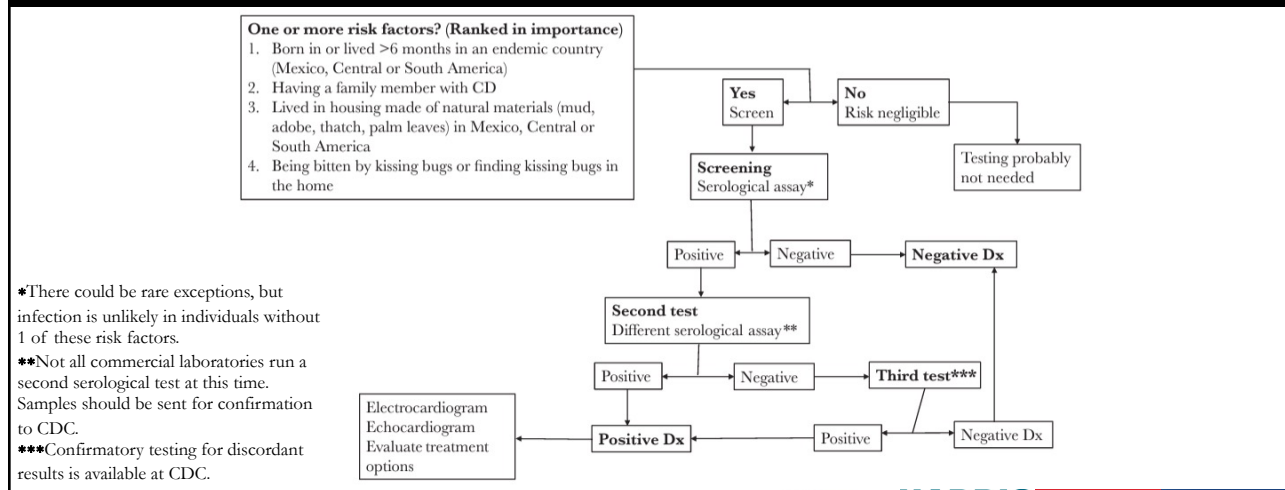 One or more risk factors? (Ranked in importance)
1. Born in or lived >6 months in an endemic country
(Mexico, Central or South America)
2. Having a family member with CD
3. Lived in housing made of natural materials (mud,
adobe, thatch, palm leaves) in Mexico, Central or
South America
4. Being bitten by kissing bugs or finding kissing bugs in
the home
Yes
Screen
No
Risk negligible
Testing probably
not needed
Screening
Serological assay*
Positive
Negative
Negative Dx
Second test
Different serological assay**
Positive
Negative
Third test***
Positive
Negative Dx
Positive Dx
Electrocardiogram
Echocardiogram
Evaluate treatment
options
*There could be rare exceptions, but
infection is unlikely in individuals without
1 of these risk factors.
**Not all commercial laboratories run a
second serological test at this time.
Samples should be sent for confirmation
to CDC.
***Confirmatory testing for discordant
results is available at CDC.